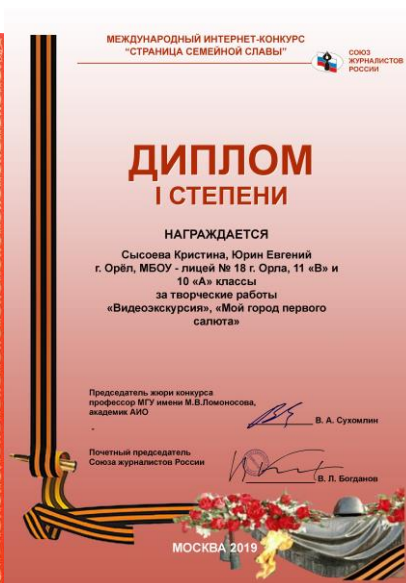 МЕЖДУНАРОДНЫЙ ИНТЕРНЕТ-КОНКУРС
"СТРАНИЦА СЕМЕЙНОЙ СЛАВЫ"
СОЮЗ
ЖУРНАЛИСТОВ
РОССИИ
ДИПЛОМ
I СТЕПЕНИ
НАГРАЖДАЕТСЯ
Сысоева Кристина, Юрин Евгений
г. Орёл, МБОУ - лицей № 18 г. Орла, 11 «В» и
10 «А» классы
за творческие работы
«Видеоэкскурсия», «Мой город первого
салюта»
Председатель жюри конкурса
профессор МГУ имени М.В.Ломоносова,
академик АИО
.
В. А. Сухомлин
Почетный председатель
Союза журналистов России
В. Л. Богданов
МОСКВА 2019